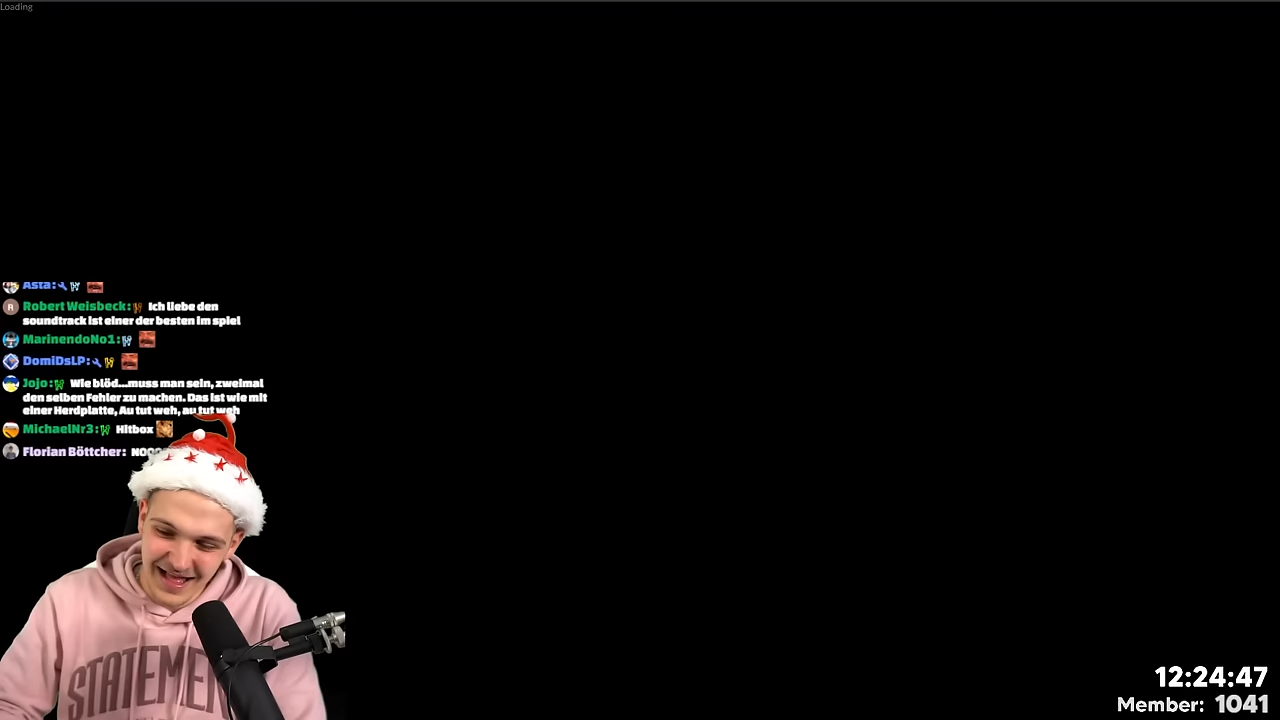 Loading
Asta:
Robert Weisbeck: Ich liebe den
soundtrack ist einer der besten im spiel
MarinendoNo1:
DomiDsLP:
Jojo: Wie blöd...muss man sein, zweimal
den selben Fehler zu machen. Das ist wie mit
einer Herdplatte, Au tut weh, au tut weh
MichaelNr3: Hitbox
Florian Böttcher:
STATEMEN
12:24:47
Member: 1041